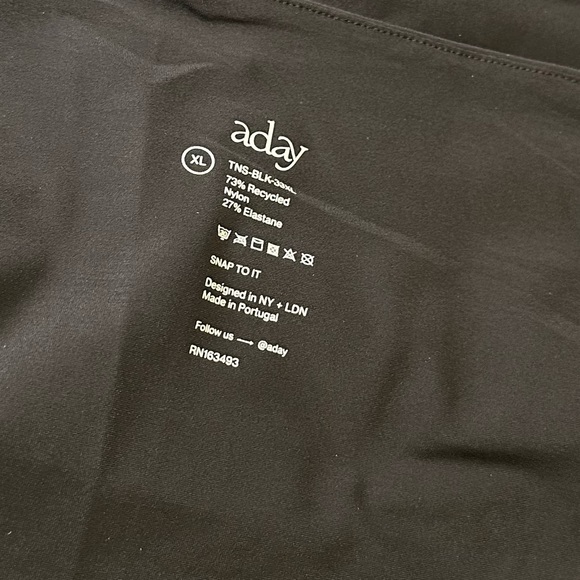 aday
XL
TNS-BLK-
73% Recycled
Nylon
27% Elastane
SNAP TO IT
Designed in NY + LDN
Made in Portugal
Follow us → @aday
RN163493